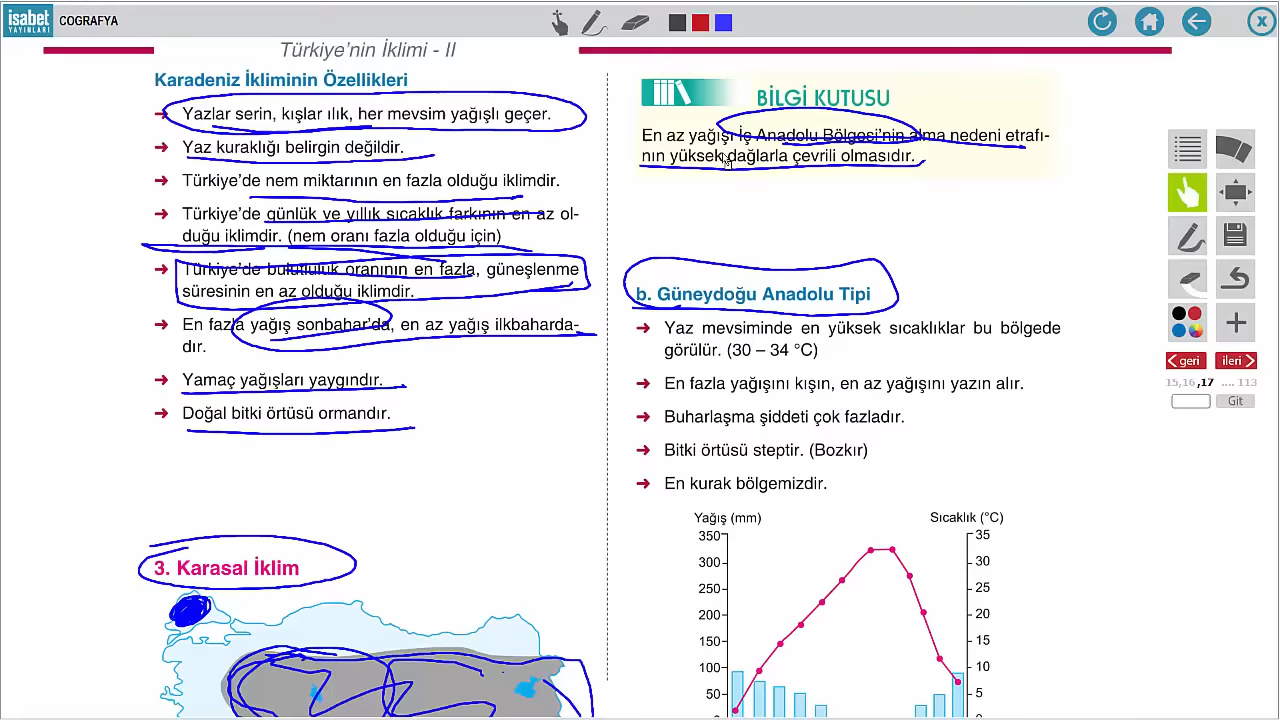 isabet
YAYINLARI
COGRAFYA
Türkiye'nin İklimi - II
Karadeniz İkliminin Özellikleri
Yazlar serin, kışlar ılık, her mevsim yağışlı geçer.
Yaz kuraklığı belirgin değildir.
Türkiye'de nem miktarının en fazla olduğu iklimdir.
Türkiye'de günlük ve yıllık sıcaklık farkının en az ol-
duğu iklimdir. (nem oranı fazla olduğu için)
Türkiye'de bulutluluk oranının en fazla, güneşlenme
süresinin en az olduğu iklimdir.
En fazla yağış sonbahar'da, en az yağış ilkbaharda-
dır.
Yamaç yağışları yaygındır.
Doğal bitki örtüsü ormandır.
3. Karasal İklim
BİLGİ KUTUSU
En az yağışı İç Anadolu Bölgesi'nin alma nedeni etrafı-
nın yüksek dağlarla çevrili olmasıdır.
b. Güneydoğu Anadolu Tipi
Yaz mevsiminde en yüksek sıcaklıklar bu bölgede
görülür. (30 – 34 °C)
En fazla yağışını kışın, en az yağışını yazın alır.
Buharlaşma şiddeti çok fazladır.
Bitki örtüsü steptir. (Bozkır)
En kurak bölgemizdir.
Yağış (mm) Sıcaklık (°C)
350 35
300 30
250 25
200 20
150 15
100 10
50 5
0
geri ileri
15,16,17 .... 113
Git